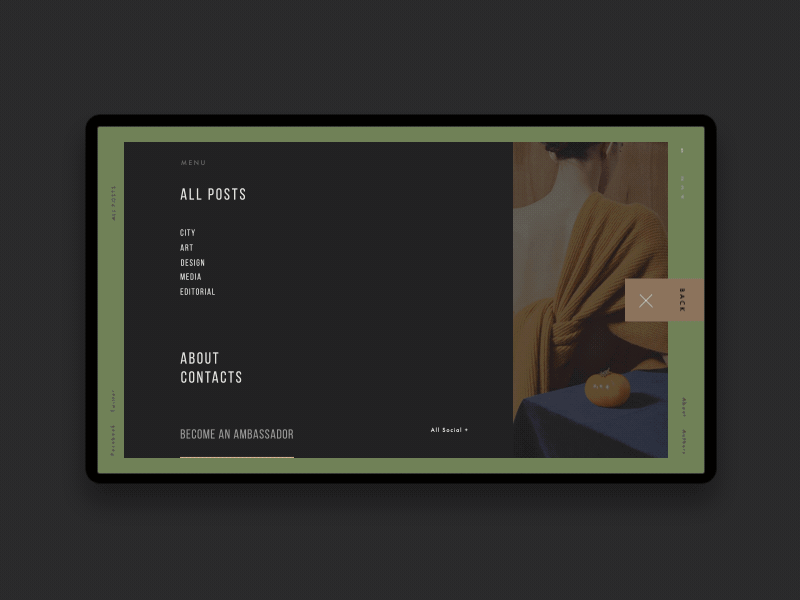 MENU
ALL POSTS
CITY
ART
DESIGN
MEDIA
EDITORIAL
ABOUT
CONTACTS
BECOME AN AMBASSADOR
All Social +
ALL POSTS
Twitter
Facebook
BACK
About
Author